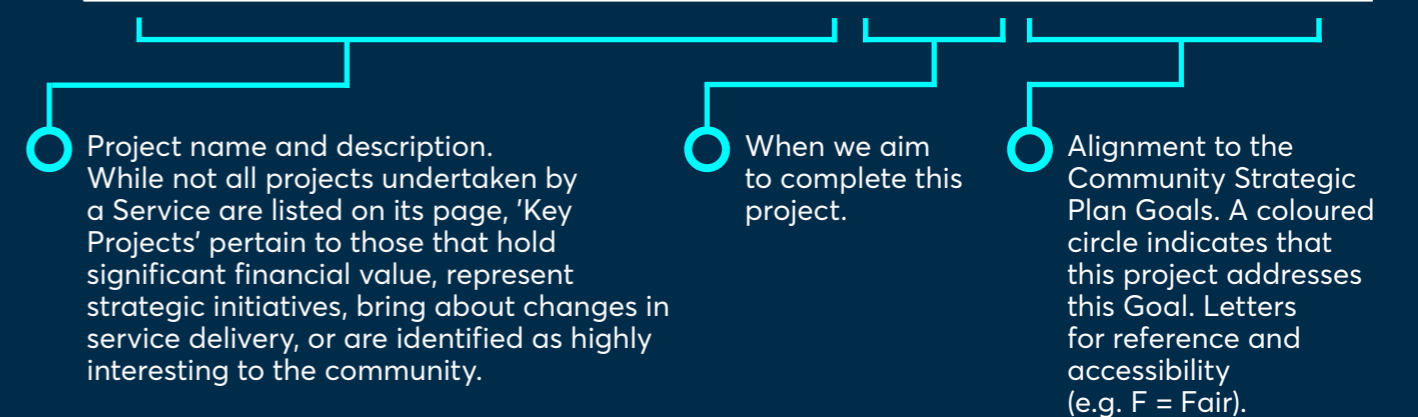 Project name and description.
While not all projects undertaken by
a Service are listed on its page, 'Key
Projects' pertain to those that hold
significant financial value, represent
strategic initiatives, bring about changes in
service delivery, or are identified as highly
interesting to the community.
When we aim
to complete this
project.
Alignment to the
Community Strategic
Plan Goals. A coloured
circle indicates that
this project addresses
this Goal. Letters
for reference and
accessibility
(e.g. F = Fair).